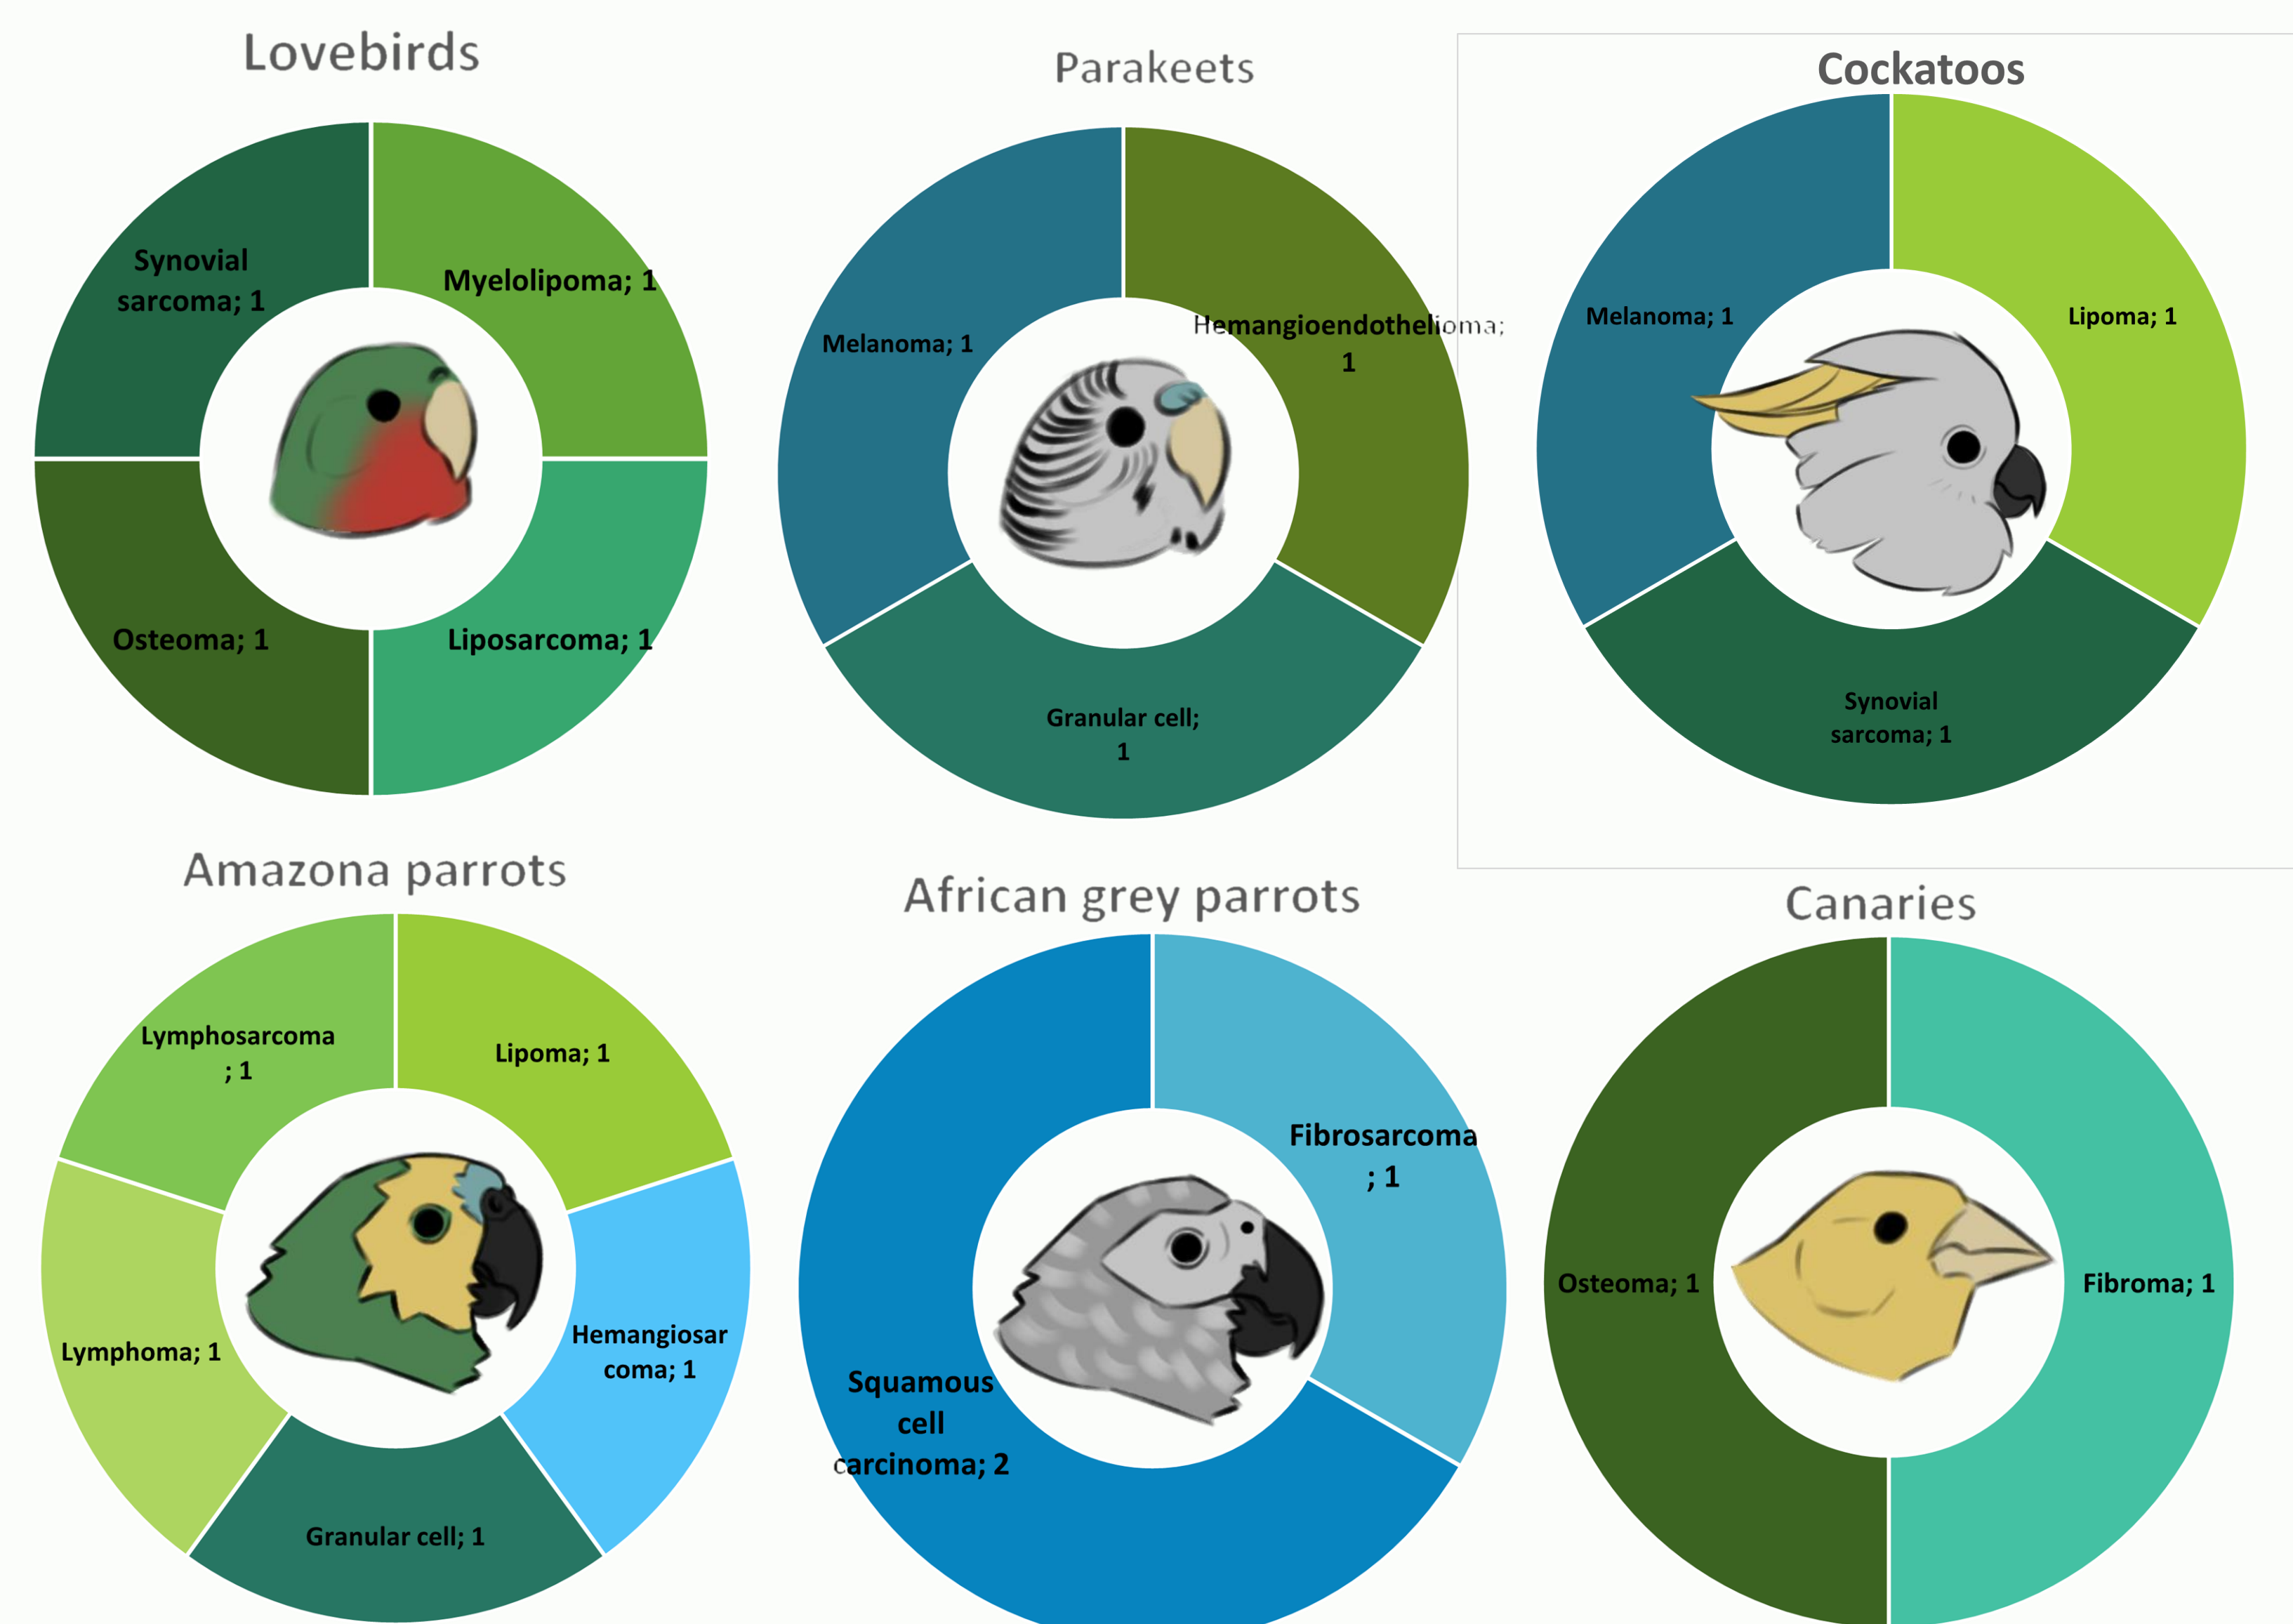 Lovebirds
Synovial
sarcoma; 1
Myelolipoma; 1
Osteoma; 1
Liposarcoma; 1
Parakeets
Melanoma; 1
Hemangioendothelioma;
1
Granular cell;
1
Cockatoos
Melanoma; 1
Lipoma; 1
Synovial
sarcoma; 1
Amazona parrots
Lymphosarcoma
; 1
Lipoma; 1
Lymphoma; 1
Hemangiosar
coma; 1
Granular cell; 1
African grey parrots
Fibrosarcoma
; 1
Squamous
cell
carcinoma; 2
Canaries
Osteoma; 1
Fibroma; 1